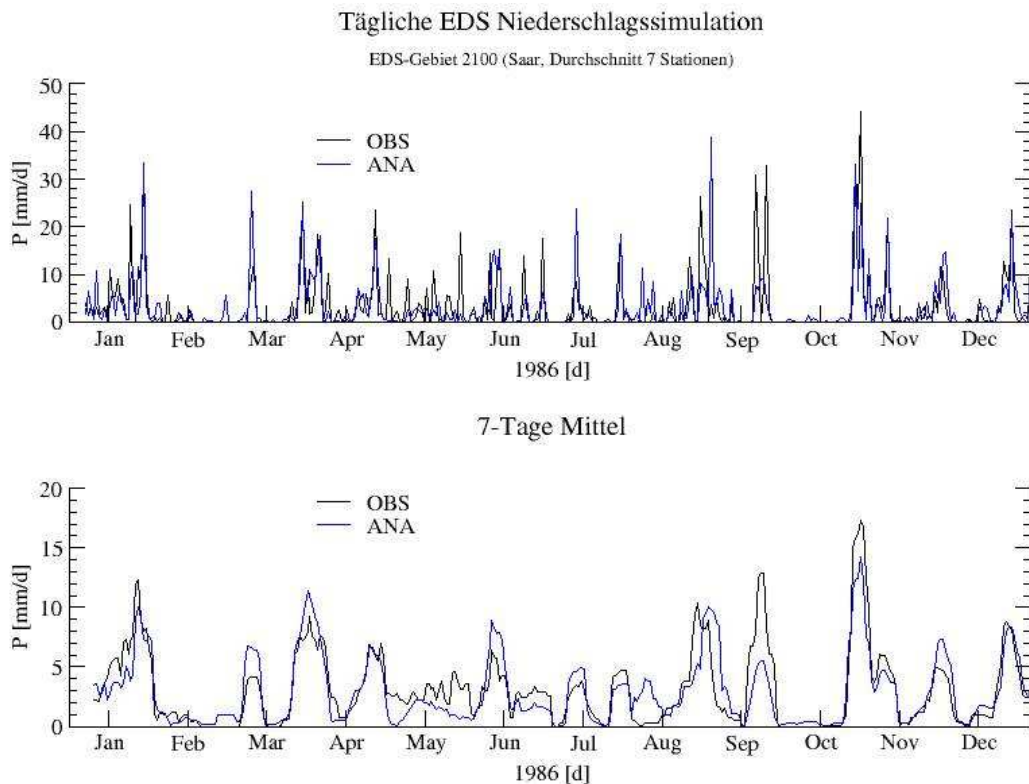 Tägliche EDS Niederschlagssimulation
EDS-Gebiet 2100 (Saar, Durchschnitt 7 Stationen)
50
40
30
20
10
0
P [mm/d]
OBS
ANA
Jan Feb Mar Apr May Jun Jul Aug Sep Oct Nov Dec
1986 [d]
7-Tage Mittel
20
15
10
5
0
P [mm/d]
OBS
ANA
Jan Feb Mar Apr May Jun Jul Aug Sep Oct Nov Dec
1986 [d]